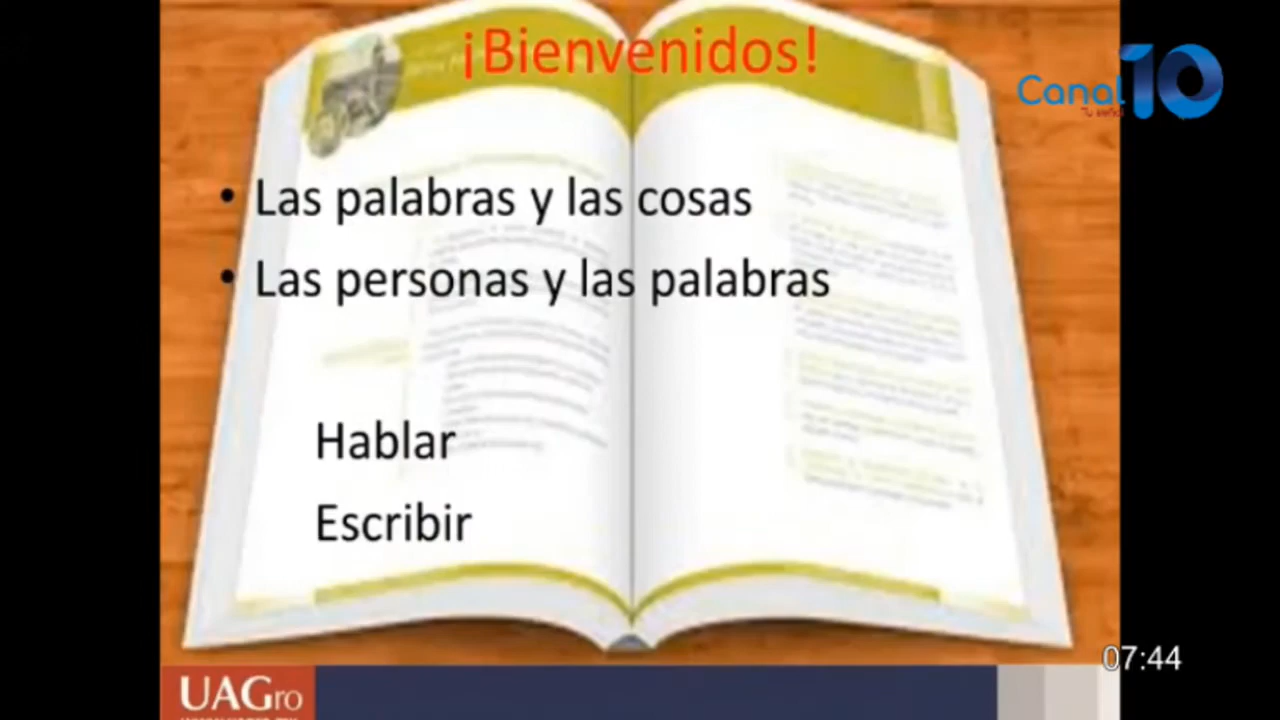 ¡Bienvenidos!
Canal 10
• Las palabras y las cosas
• Las personas y las palabras
Hablar
Escribir
07:44
UAGro